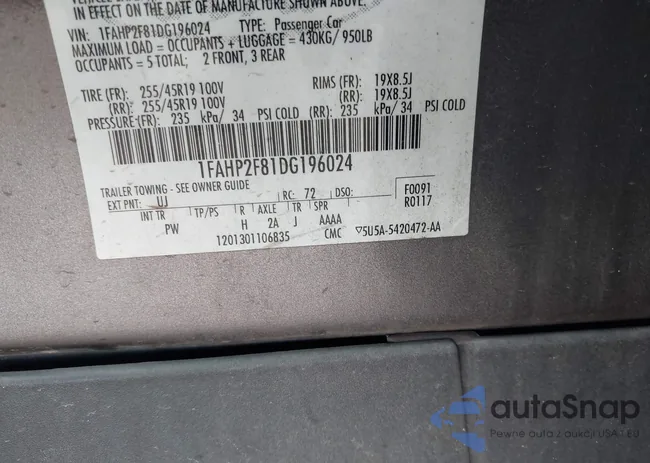 IN EFFECT ON THE DATE OF MANUFACTURE SHOWN ABOVE.
VIN: 1FAHP2F81DG196024 TYPE: Passenger Car
MAXIMUM LOAD = OCCUPANTS + LUGGAGE = 430KG/ 950LB
OCCUPANTS = 5 TOTAL; 2 FRONT, 3 REAR
TIRE (FR): 255/45R19 100V RIMS (FR): 19X8.5J
(RR): 255/45R19 100V (RR): 19X8.5J
PRESSURE(FR): 235 kPa/ 34 PSI COLD (RR): 235 kPa/ 34 PSI COLD
1FAHP2F81DG196024
TRAILER TOWING - SEE OWNER GUIDE
EXT PNT: UJ RC: 72 DSO: F0091
INT TR TP/PS R AXLE TR SPR R0117
PW H 2A J AAAA
1201301106835 CMC ▽5U5A-5420472-AA
autaSnap
Pewne auta z aukcji USA i EU